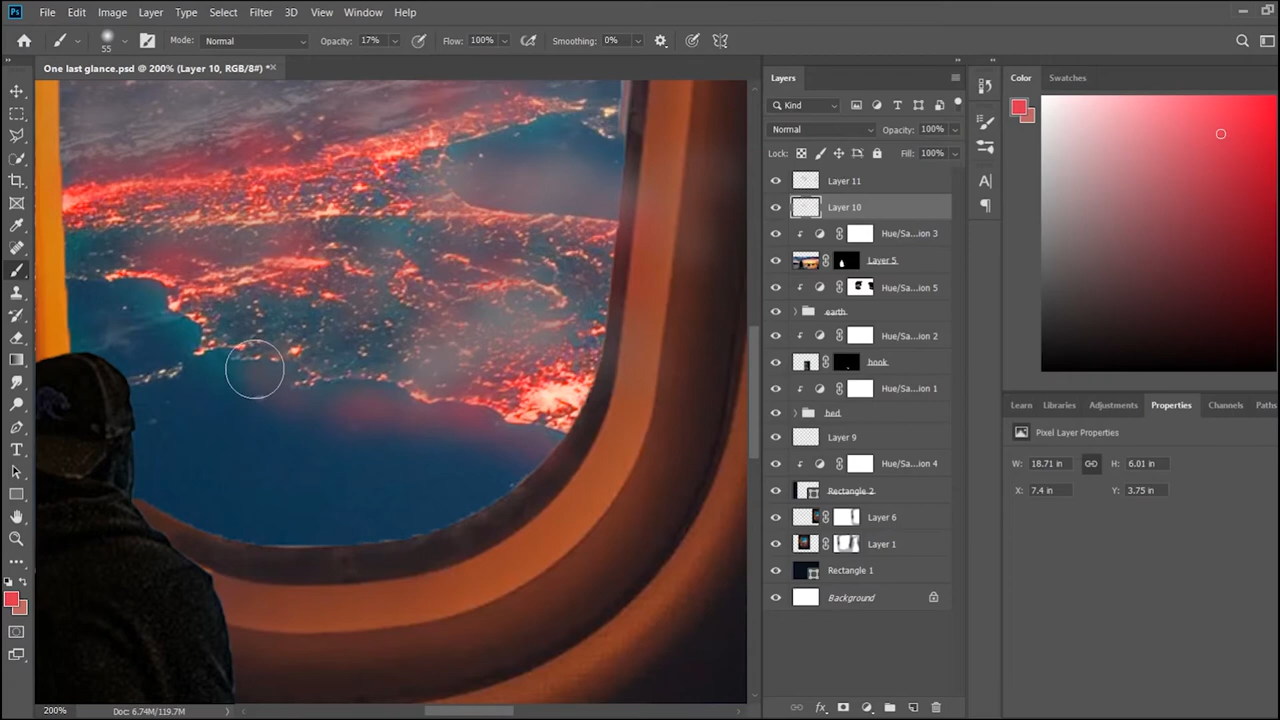 Ps File Edit Image Layer Type Select Filter 3D View Window Help
55 Mode: Normal Opacity: 17% Flow: 100% Smoothing: 0%
One last glance.psd @ 200% (Layer 10, RGB/8#) *
Layers
Color Swatches
Kind
Normal Opacity: 100%
Lock: Fill: 100%
Layer 11
Layer 10
Hue/Sa...ion 3
Layer 5
Hue/Sa...ion 5
earth
Hue/Sa...ion 2
hook
Hue/Sa...ion 1
bed
Layer 9
Hue/Sa...ion 4
Rectangle 2
Layer 6
Layer 1
Rectangle 1
Background
Learn Libraries Adjustments Properties Channels Paths
Pixel Layer Properties
W: 18.71 in H: 6.01 in
X: 7.4 in Y: 3.75 in
200% Doc: 6.74M/119.7M